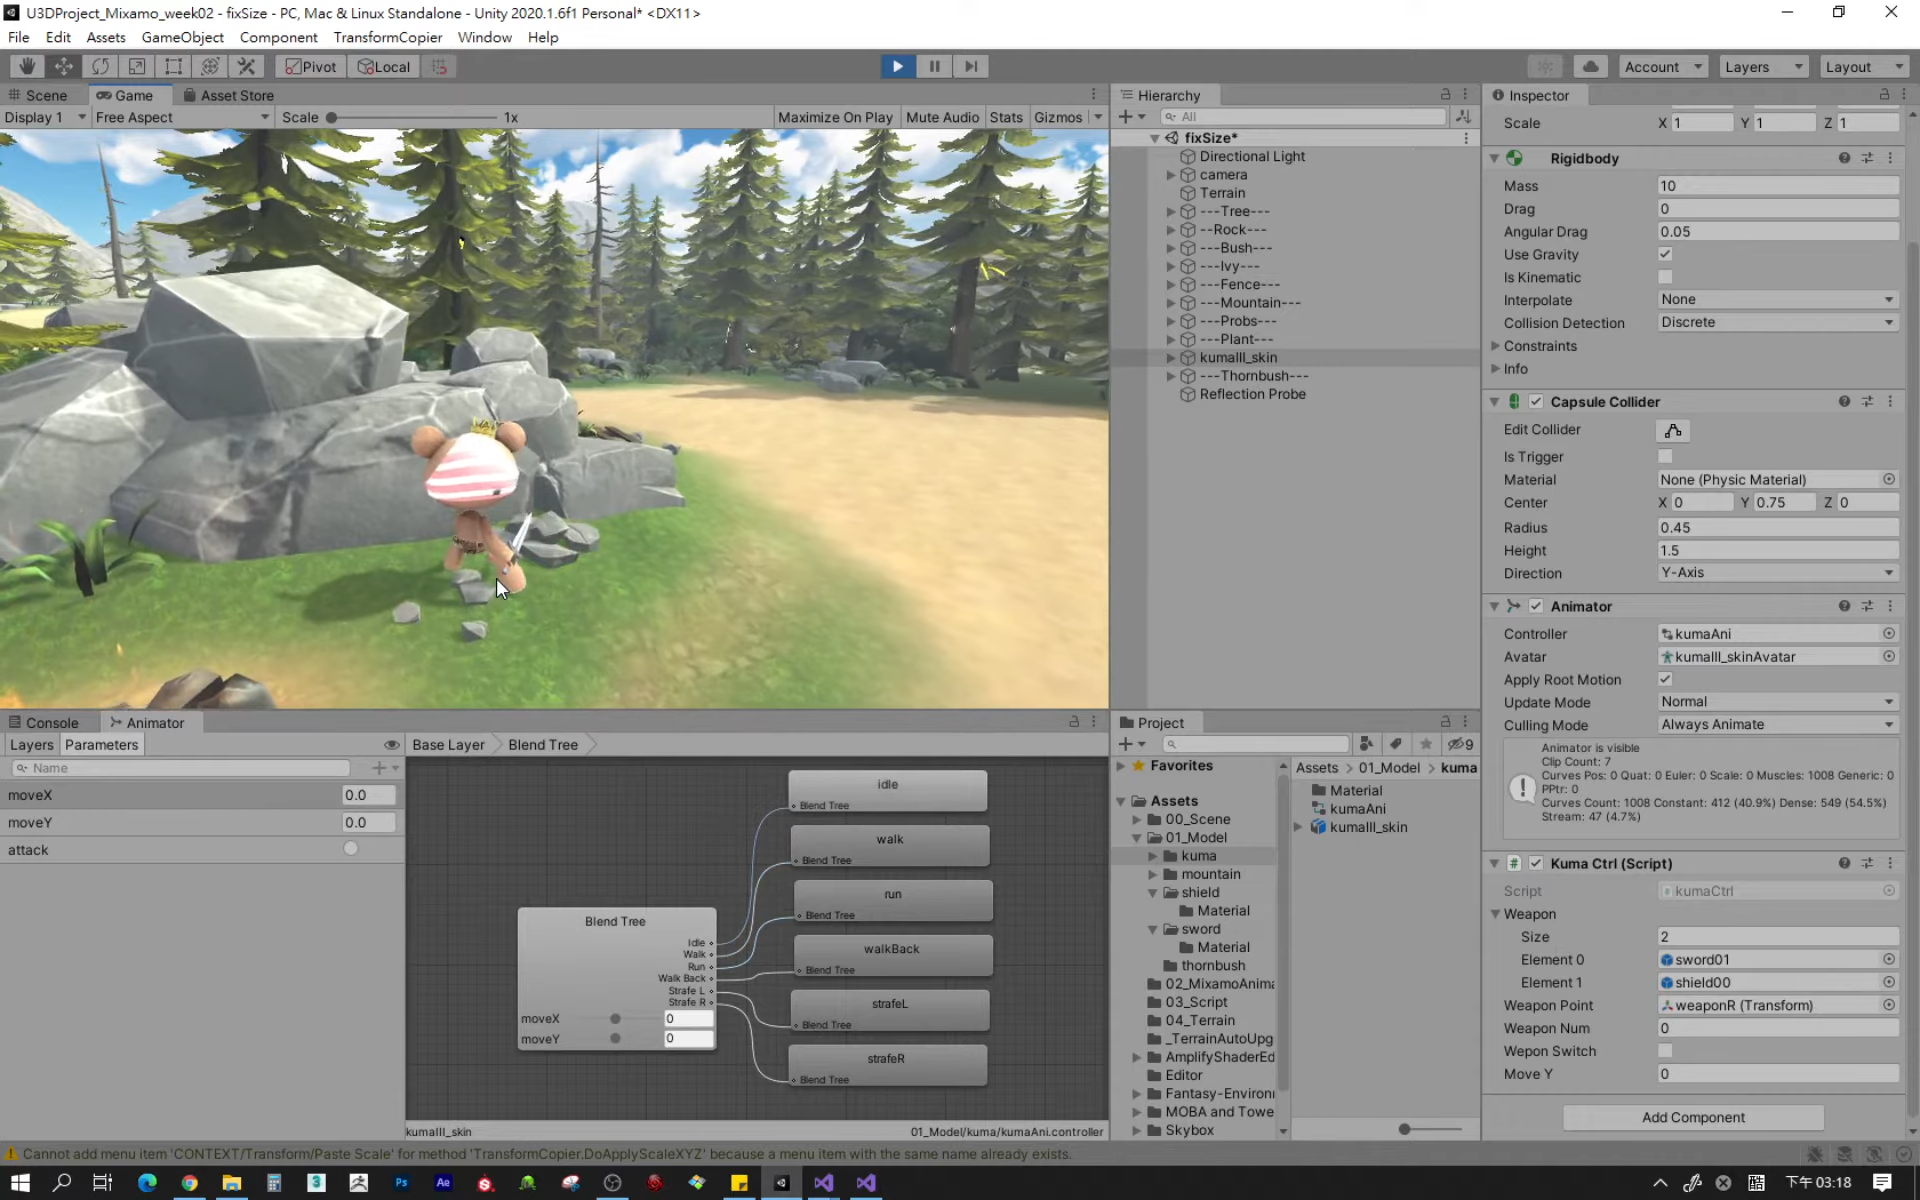 U3DProject_Mixamo_week02 - fixSize - PC, Mac & Linux Standalone - Unity 2020.1.6f1 Personal* <DX11>
File Edit Assets GameObject Component TransformCopier Window Help
Pivot Local Account Layers Layout
Scene Game Asset Store
Display 1 Free Aspect Scale 1x Maximize On Play Mute Audio Stats Gizmos
Hierarchy
All
fixSize*
Directional Light
camera
Terrain
---Tree---
--Rock---
---Bush---
---Ivy---
---Fence---
---Mountain---
---Probs---
---Plant---
kumaIII_skin
---Thornbush---
Reflection Probe
Inspector
Scale X 1 Y 1 Z 1
Rigidbody
Mass 10
Drag 0
Angular Drag 0.05
Use Gravity
Is Kinematic
Interpolate None
Collision Detection Discrete
Constraints
Info
Capsule Collider
Edit Collider
Is Trigger
Material None (Physic Material)
Center X 0 Y 0.75 Z 0
Radius 0.45
Height 1.5
Direction Y-Axis
Animator
Controller kumaAni
Avatar kumaIII_skinAvatar
Apply Root Motion
Update Mode Normal
Culling Mode Always Animate
Animator is visible
Clip Count: 7
Curves Pos: 0 Quat: 0 Euler: 0 Scale: 0 Muscles: 1008 Generic: 0
PPtr: 0
Curves Count: 1008 Constant: 412 (40.9%) Dense: 549 (54.5%)
Stream: 47 (4.7%)
Kuma Ctrl (Script)
Script kumaCtrl
Weapon
Size 2
Element 0 sword01
Element 1 shield00
Weapon Point weaponR (Transform)
Weapon Num 0
Wepon Switch
Move Y 0
Add Component
Console Animator
Layers Parameters
Name
moveX 0.0
moveY 0.0
attack
Base Layer Blend Tree
Blend Tree
Idle
Walk
Run
Walk Back
Strafe L
Strafe R
moveX 0
moveY 0
idle
Blend Tree
walk
Blend Tree
run
Blend Tree
walkBack
Blend Tree
strafeL
Blend Tree
strafeR
Blend Tree
kumaIII_skin 01_Model/kuma/kumaAni.controller
Project
9
Favorites
Assets
00_Scene
01_Model
kuma
mountain
shield
Material
sword
Material
thornbush
02_MixamoAnima
03_Script
04_Terrain
_TerrainAutoUpg
AmplifyShaderEd
Editor
Fantasy-Environ
MOBA and Towe
Skybox
Assets > 01_Model > kuma
Material
kumaAni
kumaIII_skin
Cannot add menu item 'CONTEXT/Transform/Paste Scale' for method 'TransformCopier.DoApplyScaleXYZ' because a menu item with the same name already exists.
3 Ps Ae
下午 03:18